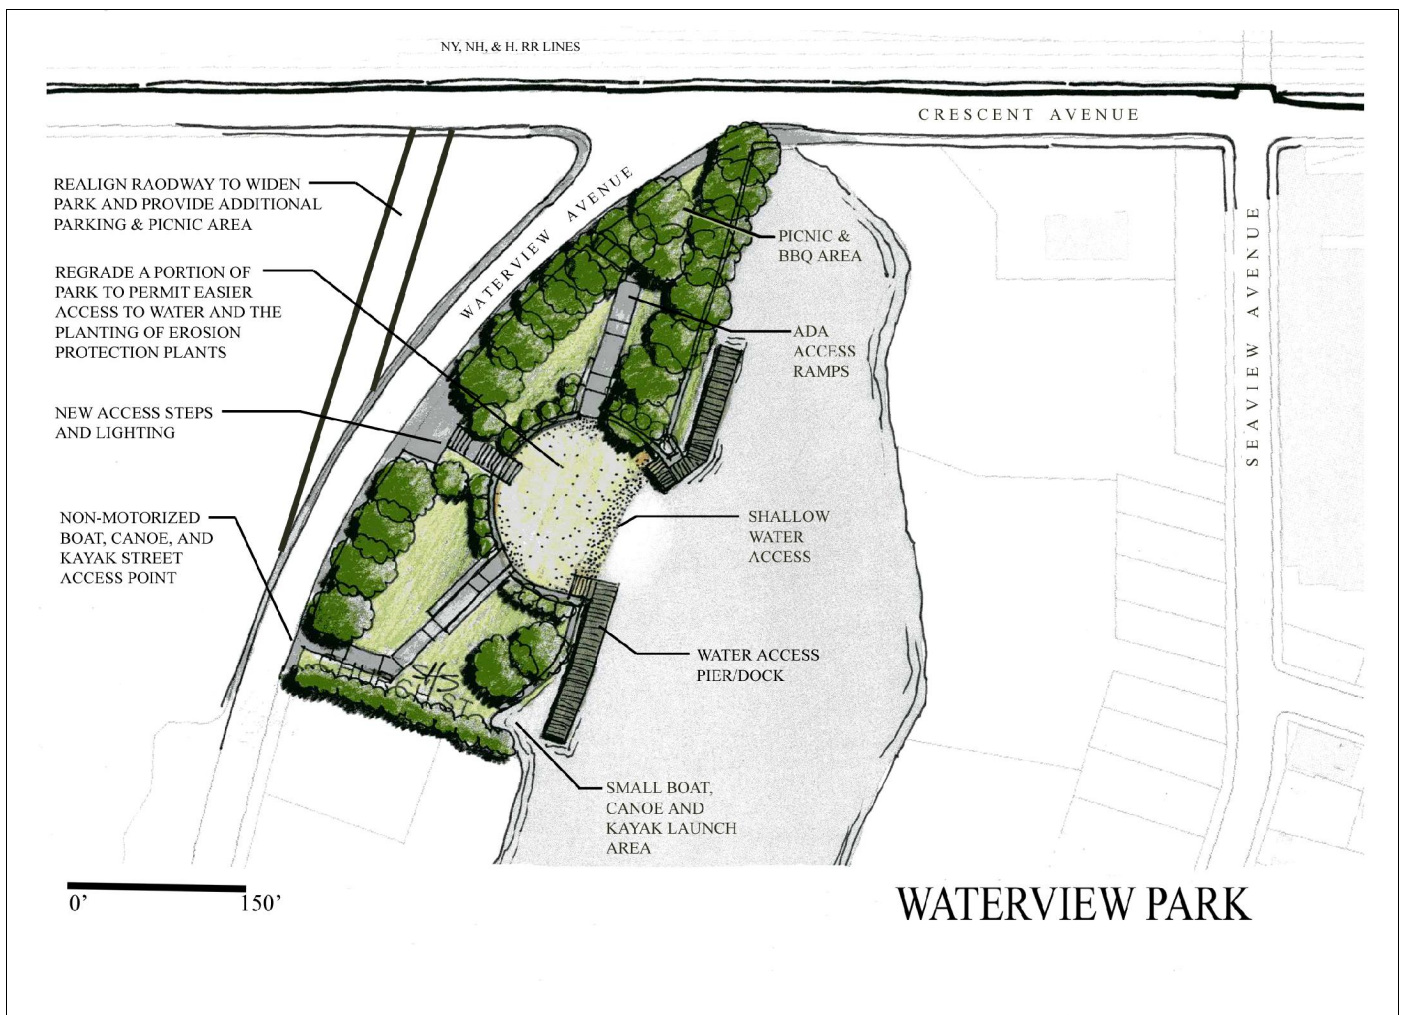 NY, NH, & H. RR LINES
CRESCENT AVENUE
REALIGN RAODWAY TO WIDEN
PARK AND PROVIDE ADDITIONAL
PARKING & PICNIC AREA
WATERVIEW AVENUE
SEAVIEW AVENUE
PICNIC &
BBQ AREA
REGRADE A PORTION OF
PARK TO PERMIT EASIER
ACCESS TO WATER AND THE
PLANTING OF EROSION
PROTECTION PLANTS
ADA
ACCESS
RAMPS
NEW ACCESS STEPS
AND LIGHTING
NON-MOTORIZED
BOAT, CANOE, AND
KAYAK STREET
ACCESS POINT
SHALLOW
WATER
ACCESS
WATER ACCESS
PIER/DOCK
CHURCH ST
SMALL BOAT,
CANOE AND
KAYAK LAUNCH
AREA
0' 150'
WATERVIEW PARK